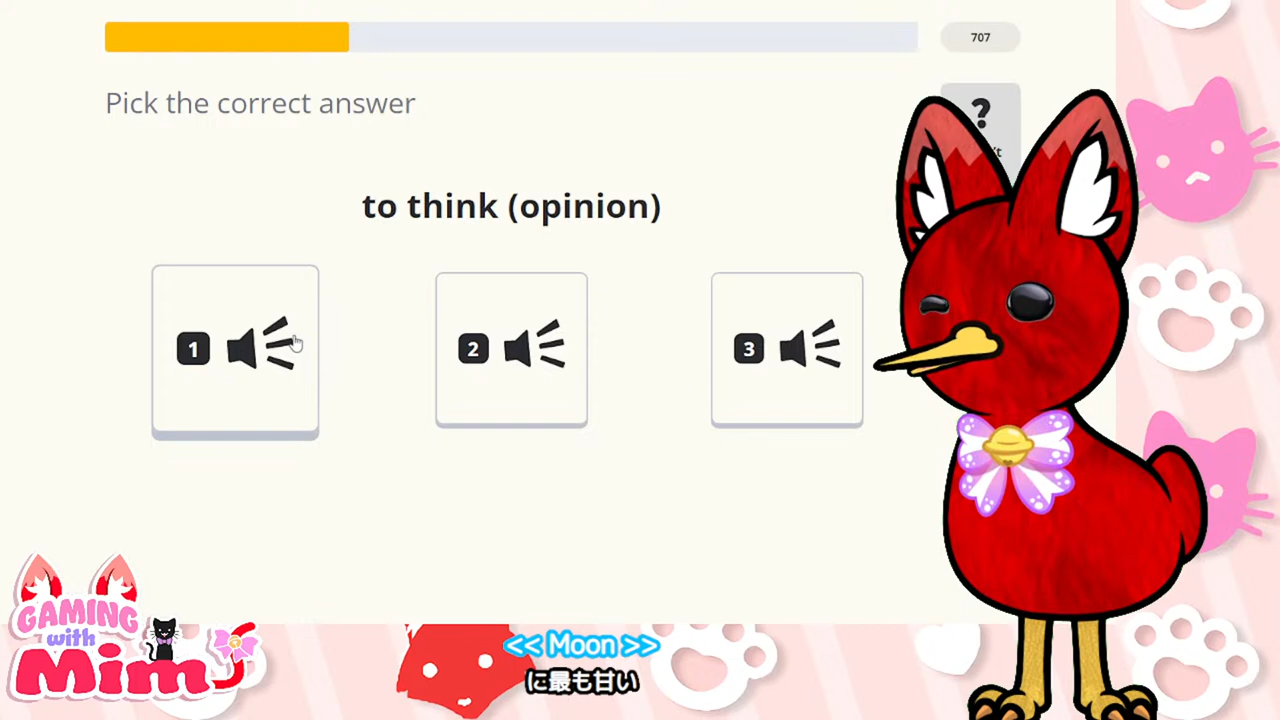 707
Pick the correct answer
?
to think (opinion)
1
2
3
GAMING
with
Mim
<< Moon >>
に最も甘い